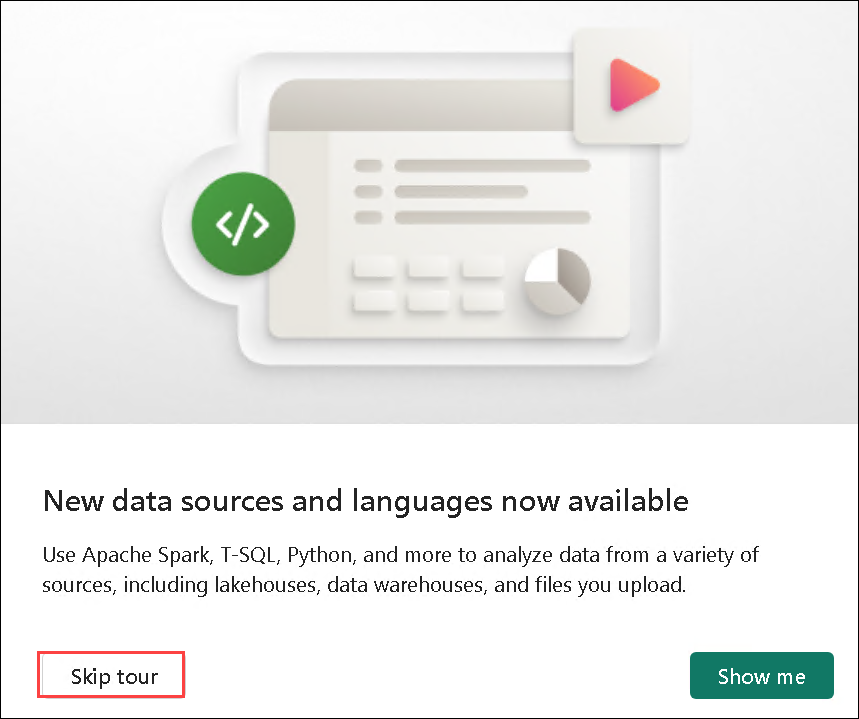 </>
New data sources and languages now available
Use Apache Spark, T-SQL, Python, and more to analyze data from a variety of
sources, including lakehouses, data warehouses, and files you upload.
Skip tour
Show me